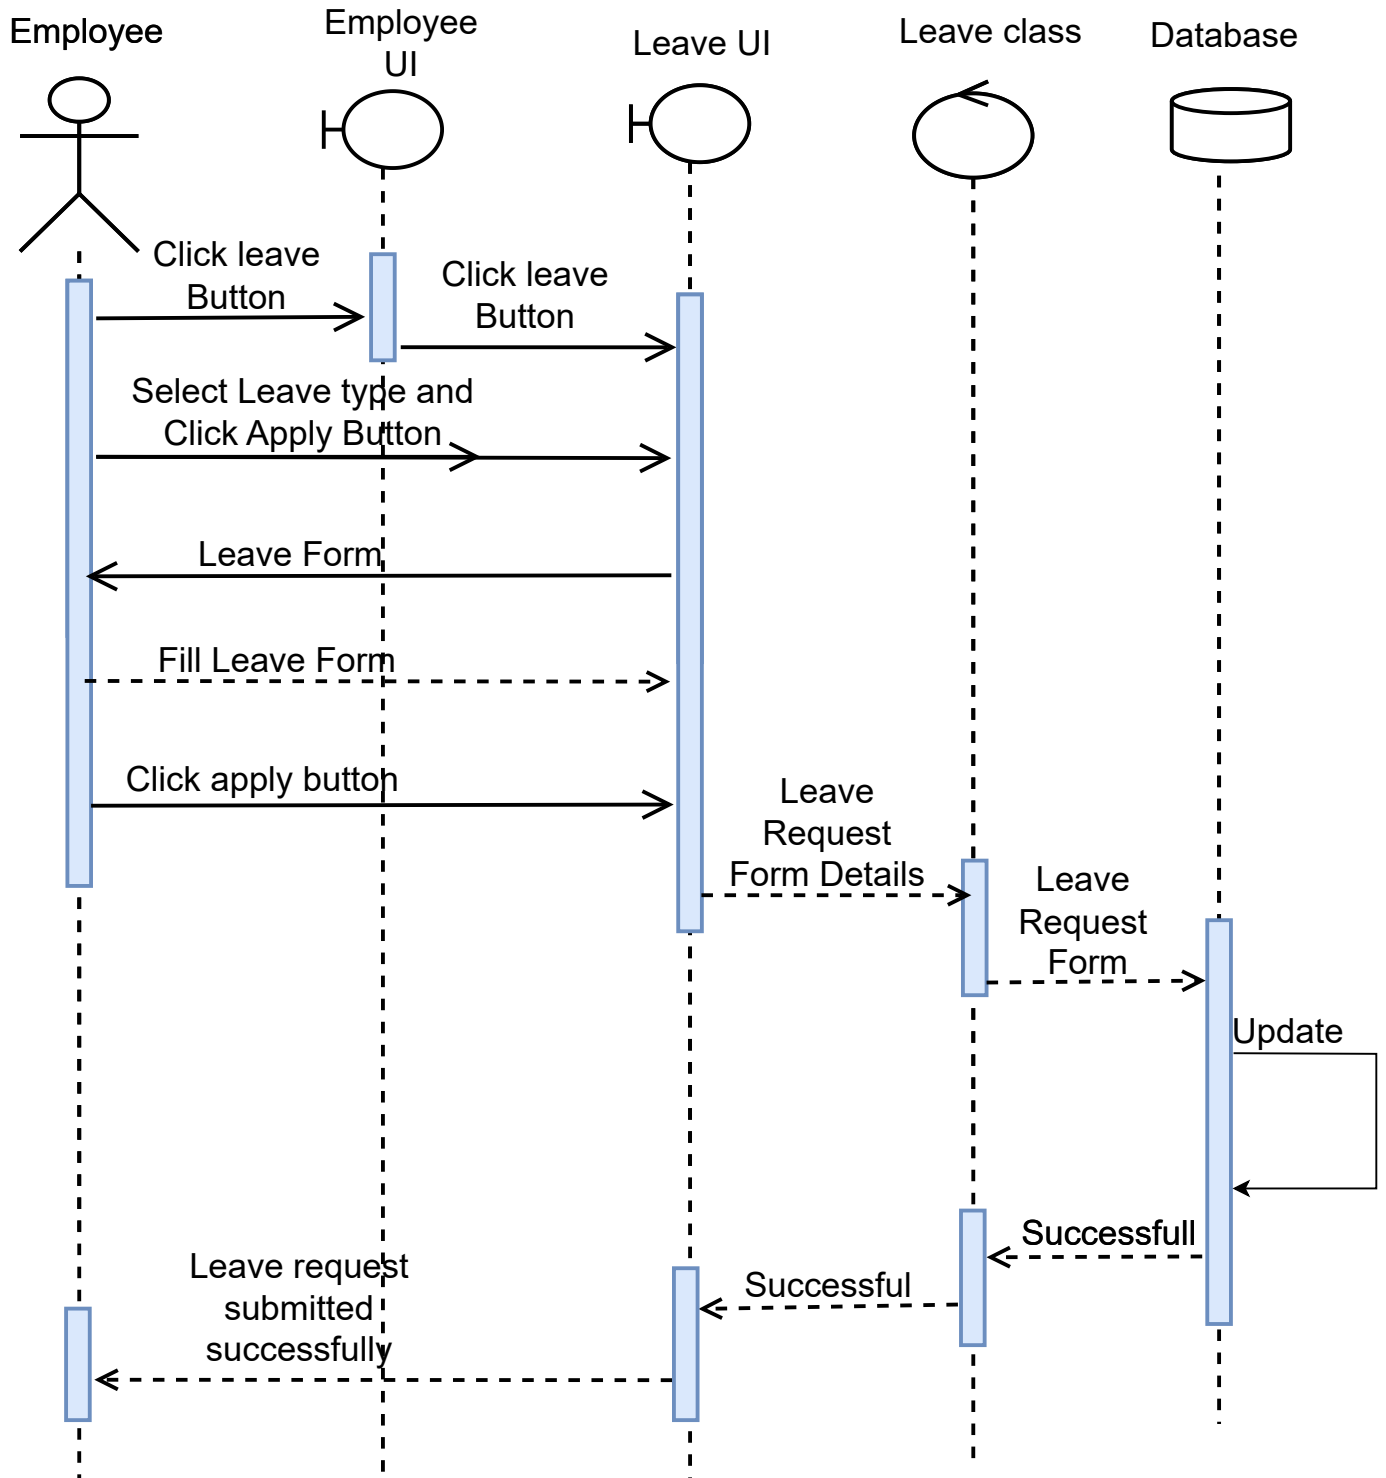 Employee
Employee
UI
Leave UI
Leave class
Database
Click leave
Button
Click leave
Button
Select Leave type and
Click Apply Button
Leave Form
Fill Leave Form
Click apply button
Leave
Request
Form Details
Leave
Request
Form
Update
Successfull
Successful
Leave request
submitted
successfully